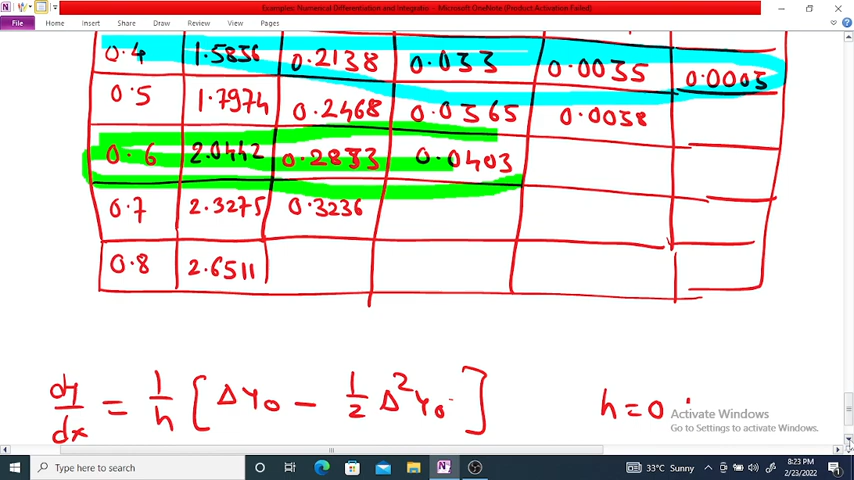 Examples: Numerical Differentiation and Integratio - Microsoft OneNote (Product Activation Failed)
File Home Insert Share Draw Review View Pages
0.4 1.5836 0.2138 0.033 0.0035 0.0003
0.5 1.7974 0.2468 0.0365 0.0038
0.6 2.0442 0.2833 0.0403
0.7 2.3275 0.3236
0.8 2.6511
dy/dx = 1/h [ Δy₀ - 1/2 Δ²y₀ ] h = 0.
Activate Windows
Go to Settings to activate Windows.
Type here to search
33°C Sunny
8:23 PM
2/23/2022